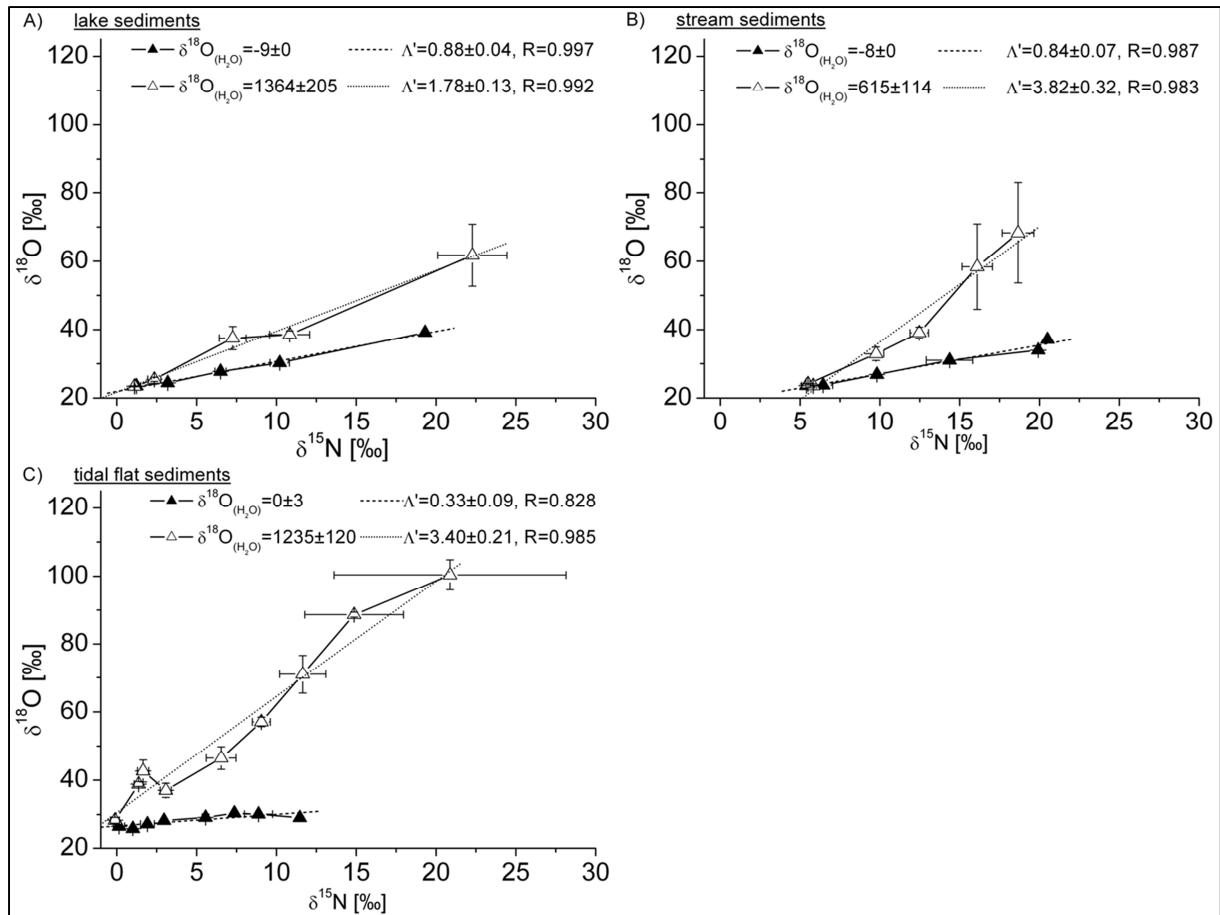 A) lake sediments
δ¹⁸O(H₂O)=-9±0 Λ'=0.88±0.04, R=0.997
δ¹⁸O(H₂O)=1364±205 Λ'=1.78±0.13, R=0.992
120
100
80
60
40
20
δ¹⁸O [‰]
0 5 10 15 20 25 30
δ¹⁵N [‰]
B) stream sediments
δ¹⁸O(H₂O)=-8±0 Λ'=0.84±0.07, R=0.987
δ¹⁸O(H₂O)=615±114 Λ'=3.82±0.32, R=0.983
120
100
80
60
40
20
δ¹⁸O [‰]
0 5 10 15 20 25 30
δ¹⁵N [‰]
C) tidal flat sediments
δ¹⁸O(H₂O)=0±3 Λ'=0.33±0.09, R=0.828
δ¹⁸O(H₂O)=1235±120 Λ'=3.40±0.21, R=0.985
120
100
80
60
40
20
δ¹⁸O [‰]
0 5 10 15 20 25 30
δ¹⁵N [‰]